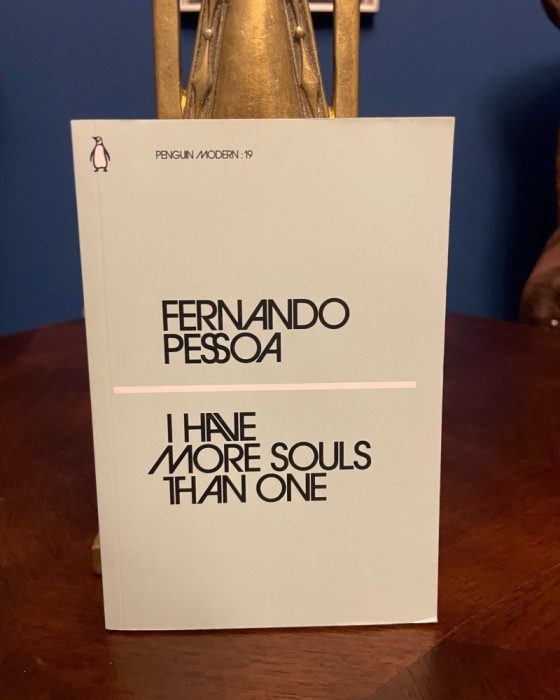 PENGUIN MODERN : 19
FERNANDO
PESSOA
I HAVE
MORE SOULS
THAN ONE